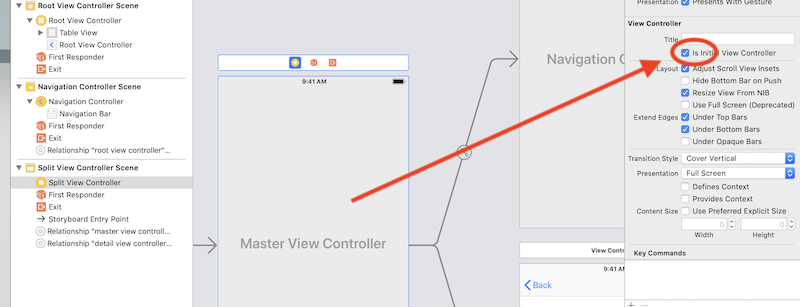 Root View Controller Scene
Root View Controller
Table View
Root View Controller
First Responder
Exit
Navigation Controller Scene
Navigation Controller
Navigation Bar
First Responder
Exit
Relationship "root view controller"...
Split View Controller Scene
Split View Controller
First Responder
Exit
Storyboard Entry Point
Relationship "master view controll...
Relationship "detail view controller...
9:41 AM
Master View Controller
Navigation Co
View Contr
9:41 AM
Back
Presentation
Presents With Gesture
View Controller
Title
Is Initial View Controller
Layout
Adjust Scroll View Insets
Hide Bottom Bar on Push
Resize View From NIB
Use Full Screen (Deprecated)
Extend Edges
Under Top Bars
Under Bottom Bars
Under Opaque Bars
Transition Style
Cover Vertical
Presentation
Full Screen
Defines Context
Provides Context
Content Size
Use Preferred Explicit Size
0
0
Width
Height
Key Commands